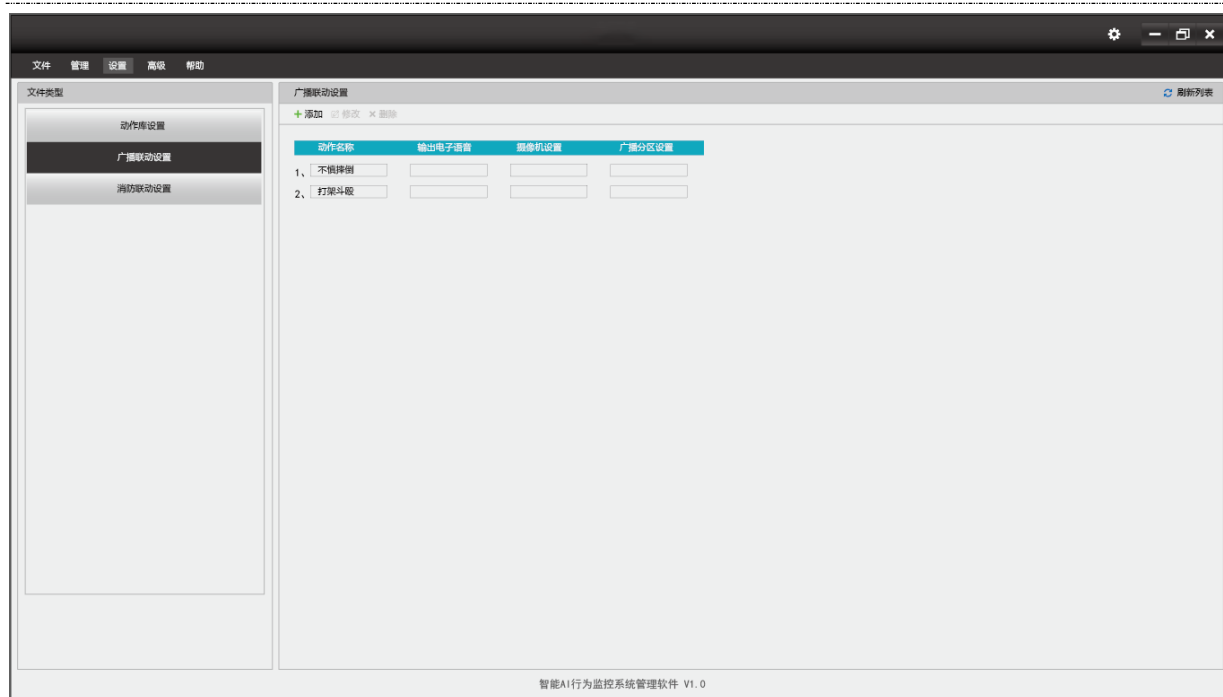 文件 管理 设置 高级 帮助
文件类型
动作库设置
广播联动设置
消防联动设置
广播联动设置
刷新列表
添加 修改 删除
动作名称 输出电子语音 摄像机设置 广播分区设置
1、 不慎摔倒
2、 打架斗殴
智能AI行为监控系统管理软件 V1.0